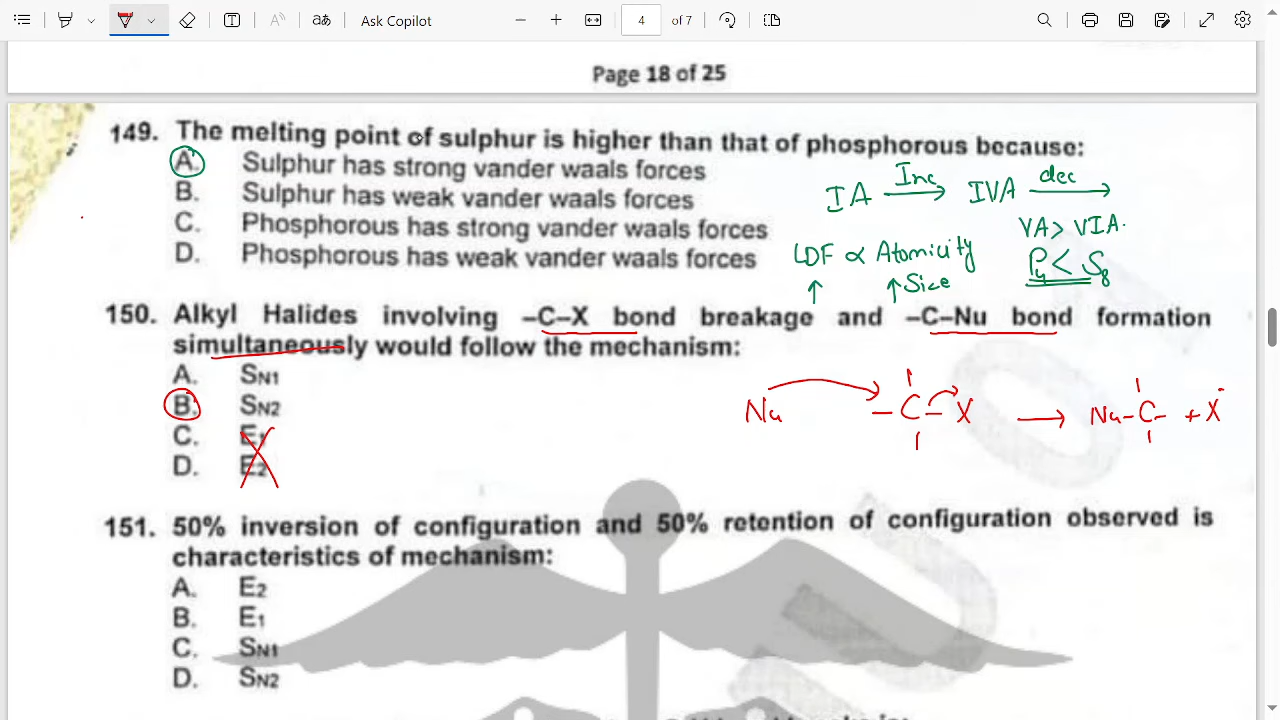 Ask Copilot 4 of 7
Page 18 of 25
149. The melting point of sulphur is higher than that of phosphorous because:
A. Sulphur has strong vander waals forces
B. Sulphur has weak vander waals forces
C. Phosphorous has strong vander waals forces
D. Phosphorous has weak vander waals forces
IA Inc IVA dec
VA > VIA.
LDF ∝ Atomicity
↑ ↑ Size
P4 < S8
150. Alkyl Halides involving –C–X bond breakage and –C–Nu bond formation
simultaneously would follow the mechanism:
A. SN1
B. SN2
C. E1
D. E2
Nu –C–X → Nu–C– + X
151. 50% inversion of configuration and 50% retention of configuration observed is
characteristics of mechanism:
A. E2
B. E1
C. SN1
D. SN2